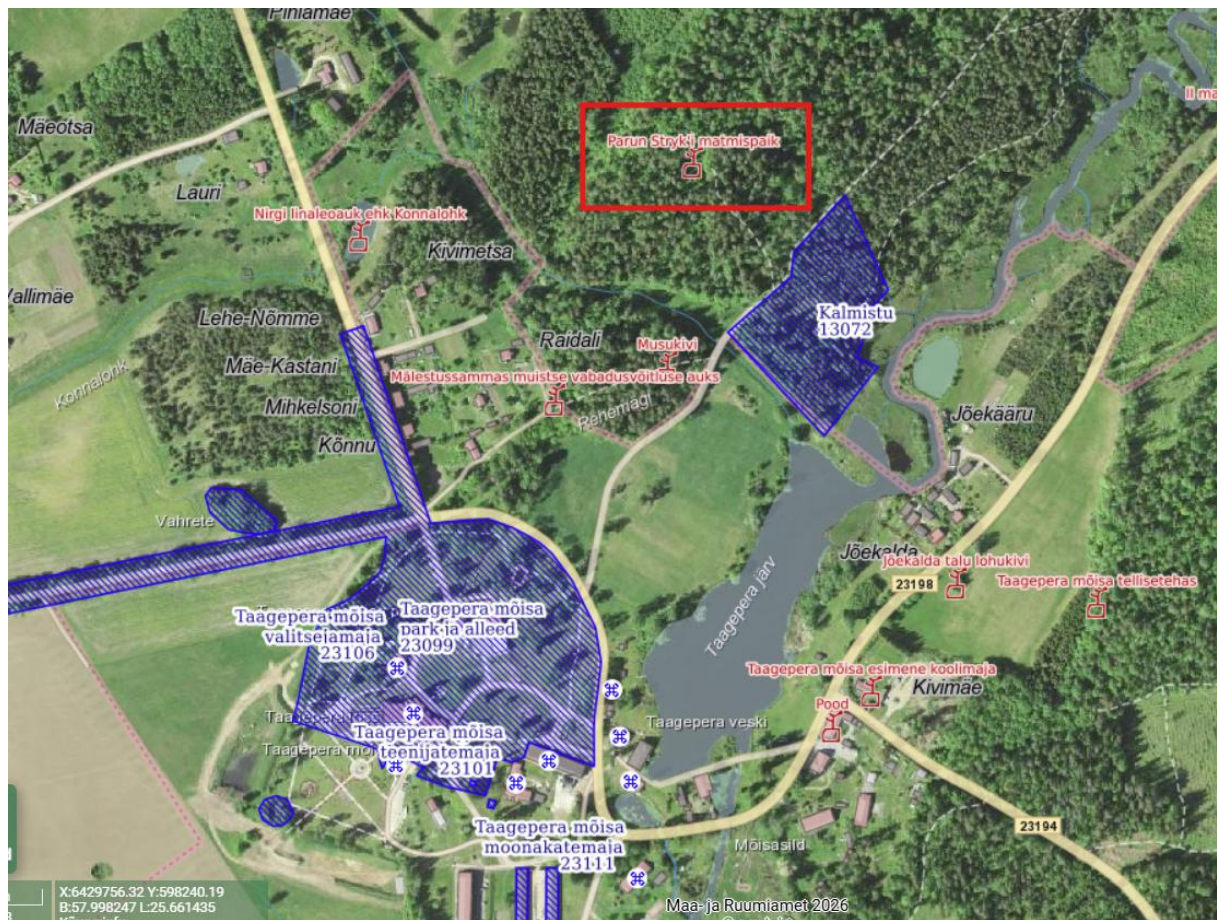 Pihlamäe
Mäeotsa
Lauri
Parun Stryk'i matmispaik
Nirgi linaleoauk ehk Konnalohk
Kivimetsa
Vallimäe
Lehe-Nõmme
Kalmistu
13072
Raidali
Musukivi
Mäe-Kastani
Mälestussammas muistse vabadusvõitluse auks
Konnalohk
Mihkelsoni
Rehemägi
Jõekääru
Kõnnu
Vahrete
Jõekalda
Jõekalda talu lohukivi
23198
Taagepera mõisa tellisetehas
Taagepera järv
Taagepera mõisa
valitsejamaja
23106
Taagepera mõisa
park ja alleed
23099
Taagepera mõisa esimene koolimaja
Kivimäe
Pood
Taagepera veski
Taagepera mõisa
teenijatemaja
23101
Taagepera mõisa
moonakatemaja
23111
23194
Mõisasild
X:6429756.32 Y:598240.19
B:57.998247 L:25.661435
Maa- ja Ruumiamet 2026